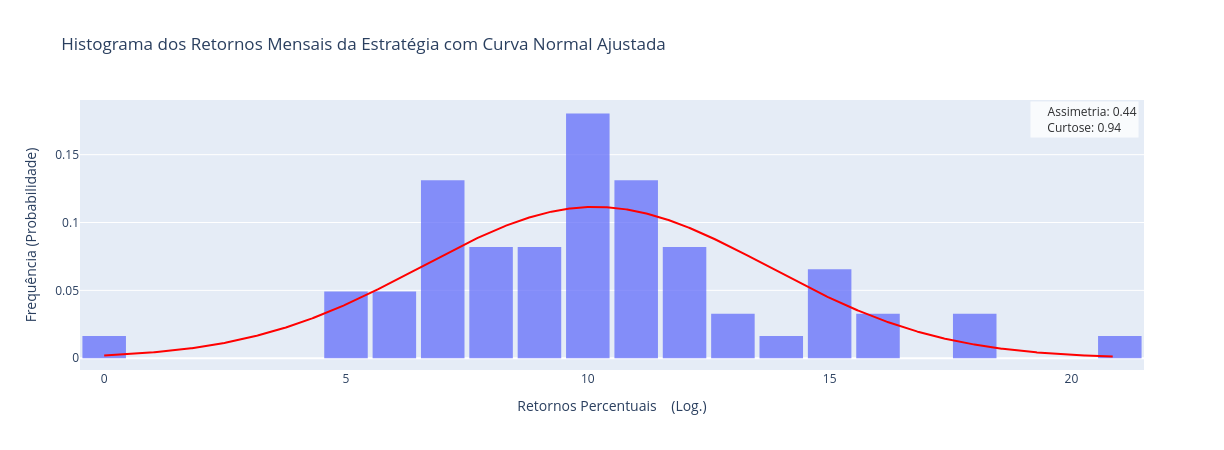 Histograma dos Retornos Mensais da Estratégia com Curva Normal Ajustada
Assimetria: 0.44
Curtose: 0.94
Frequência (Probabilidade)
0.15
0.1
0.05
0
0 5 10 15 20
Retornos Percentuais (Log.)